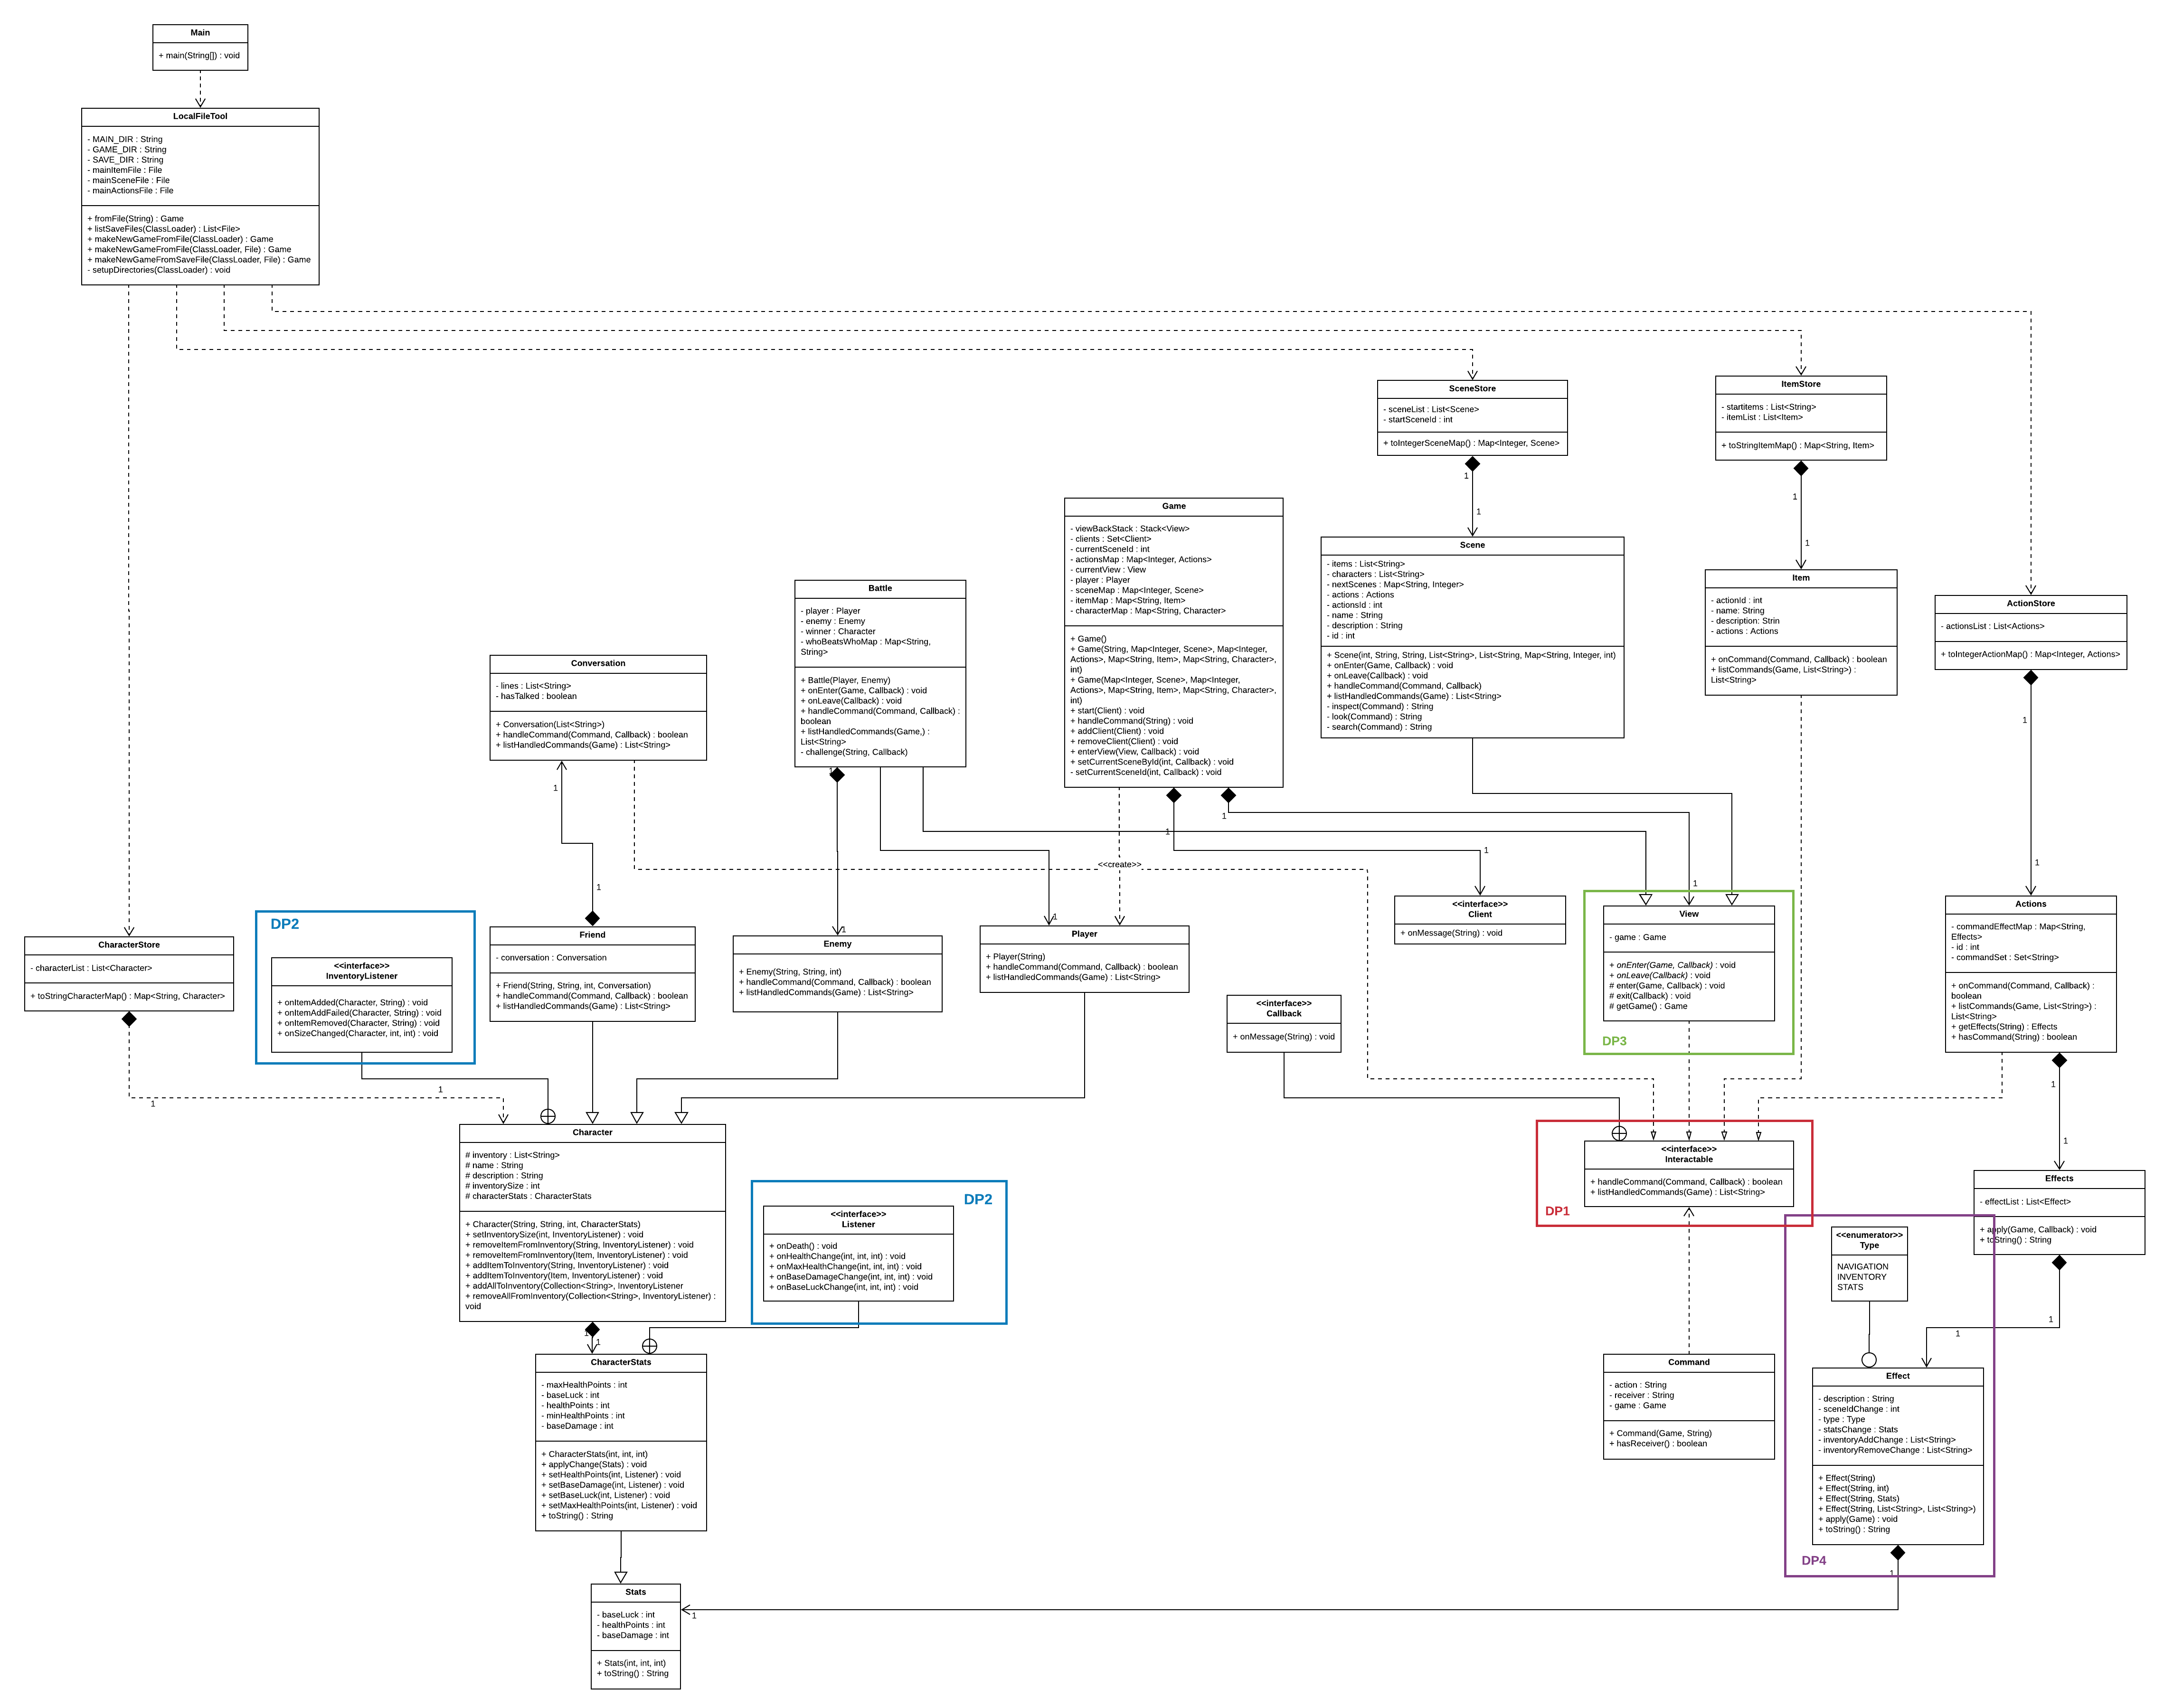 Main
+ main(String[]) : void
LocalFileTool
- MAIN_DIR : String
- GAME_DIR : String
- SAVE_DIR : String
- mainItemFile : File
- mainSceneFile : File
- mainActionsFile : File
+ fromFile(String) : Game
+ listSaveFiles(ClassLoader) : List<File>
+ makeNewGameFromFile(ClassLoader) : Game
+ makeNewGameFromFile(ClassLoader, File) : Game
+ makeNewGameFromSaveFile(ClassLoader, File) : Game
- setupDirectories(ClassLoader) : void
SceneStore
- sceneList : List<Scene>
- startSceneId : int
+ toIntegerSceneMap() : Map<Integer, Scene>
1
1
ItemStore
- startitems : List<String>
- itemList : List<Item>
+ toStringItemMap() : Map<String, Item>
1
1
Game
- viewBackStack : Stack<View>
- clients : Set<Client>
- currentSceneId : int
- actionsMap : Map<Integer, Actions>
- currentView : View
- player : Player
- sceneMap : Map<Integer, Scene>
- itemMap : Map<String, Item>
- characterMap : Map<String, Character>
+ Game()
+ Game(String, Map<Integer, Scene>, Map<Integer,
Actions>, Map<String, Item>, Map<String, Character>,
int)
+ Game(Map<Integer, Scene>, Map<Integer,
Actions>, Map<String, Item>, Map<String, Character>,
int)
+ start(Client) : void
+ handleCommand(String) : void
+ addClient(Client) : void
+ removeClient(Client) : void
+ enterView(View, Callback) : void
+ setCurrentSceneById(int, Callback) : void
- setCurrentSceneId(int, Callback) : void
Scene
- items : List<String>
- characters : List<String>
- nextScenes : Map<String, Integer>
- actions : Actions
- actionsId : int
- name : String
- description : String
- id : int
+ Scene(int, String, String, List<String>, List<String, Map<String, Integer, int)
+ onEnter(Game, Callback) : void
+ onLeave(Callback) : void
+ handleCommand(Command, Callback)
+ listHandledCommands(Game) : List<String>
- inspect(Command) : String
- look(Command) : String
- search(Command) : String
Item
- actionId : int
- name: String
- description: Strin
- actions : Actions
+ onCommand(Command, Callback) : boolean
+ listCommands(Game, List<String>) :
List<String>
ActionStore
- actionsList : List<Actions>
+ toIntegerActionMap() : Map<Integer, Actions>
1
1
Battle
- player : Player
- enemy : Enemy
- winner : Character
- whoBeatsWhoMap : Map<String,
String>
+ Battle(Player, Enemy)
+ onEnter(Game, Callback) : void
+ onLeave(Callback) : void
+ handleCommand(Command, Callback) :
boolean
+ listHandledCommands(Game,) :
List<String>
- challenge(String, Callback)
1
1
1
Conversation
- lines : List<String>
- hasTalked : boolean
+ Conversation(List<String>)
+ handleCommand(Command, Callback) : boolean
+ listHandledCommands(Game) : List<String>
1
1
1
1
1
1
<<create>>
CharacterStore
- characterList : List<Character>
+ toStringCharacterMap() : Map<String, Character>
1
1
DP2
<<interface>>
InventoryListener
+ onItemAdded(Character, String) : void
+ onItemAddFailed(Character, String) : void
+ onItemRemoved(Character, String) : void
+ onSizeChanged(Character, int, int) : void
Friend
- conversation : Conversation
+ Friend(String, String, int, Conversation)
+ handleCommand(Command, Callback) : boolean
+ listHandledCommands(Game) : List<String>
Enemy
+ Enemy(String, String, int)
+ handleCommand(Command, Callback) : boolean
+ listHandledCommands(Game) : List<String>
Player
+ Player(String)
+ handleCommand(Command, Callback) : boolean
+ listHandledCommands(Game) : List<String>
<<interface>>
Client
+ onMessage(String) : void
<<interface>>
Callback
+ onMessage(String) : void
View
- game : Game
+ onEnter(Game, Callback) : void
+ onLeave(Callback) : void
# enter(Game, Callback) : void
# exit(Callback) : void
# getGame() : Game
DP3
Actions
- commandEffectMap : Map<String,
Effects>
- id : int
- commandSet : Set<String>
+ onCommand(Command, Callback) :
boolean
+ listCommands(Game, List<String>) :
List<String>
+ getEffects(String) : Effects
+ hasCommand(String) : boolean
1
1
Character
# inventory : List<String>
# name : String
# description : String
# inventorySize : int
# characterStats : CharacterStats
+ Character(String, String, int, CharacterStats)
+ setInventorySize(int, InventoryListener) : void
+ removeItemFromInventory(String, InventoryListener) : void
+ removeItemFromInventory(Item, InventoryListener) : void
+ addItemToInventory(String, InventoryListener) : void
+ addItemToInventory(Item, InventoryListener) : void
+ addAllToInventory(Collection<String>, InventoryListener
+ removeAllFromInventory(Collection<String>, InventoryListener) :
void
1
1
DP2
<<interface>>
Listener
+ onDeath() : void
+ onHealthChange(int, int, int) : void
+ onMaxHealthChange(int, int, int) : void
+ onBaseDamageChange(int, int, int) : void
+ onBaseLuckChange(int, int, int) : void
<<interface>>
Interactable
+ handleCommand(Command, Callback) : boolean
+ listHandledCommands(Game) : List<String>
DP1
Effects
- effectList : List<Effect>
+ apply(Game, Callback) : void
+ toString() : String
1
1
<<enumerator>>
Type
NAVIGATION
INVENTORY
STATS
CharacterStats
- maxHealthPoints : int
- baseLuck : int
- healthPoints : int
- minHealthPoints : int
- baseDamage : int
+ CharacterStats(int, int, int)
+ applyChange(Stats) : void
+ setHealthPoints(int, Listener) : void
+ setBaseDamage(int, Listener) : void
+ setBaseLuck(int, Listener) : void
+ setMaxHealthPoints(int, Listener) : void
+ toString() : String
Command
- action : String
- receiver : String
- game : Game
+ Command(Game, String)
+ hasReceiver() : boolean
Effect
- description : String
- sceneIdChange : int
- type : Type
- statsChange : Stats
- inventoryAddChange : List<String>
- inventoryRemoveChange : List<String>
+ Effect(String)
+ Effect(String, int)
+ Effect(String, Stats)
+ Effect(String, List<String>, List<String>)
+ apply(Game) : void
+ toString() : String
DP4
1
1
Stats
- baseLuck : int
- healthPoints : int
- baseDamage : int
+ Stats(int, int, int)
+ toString() : String